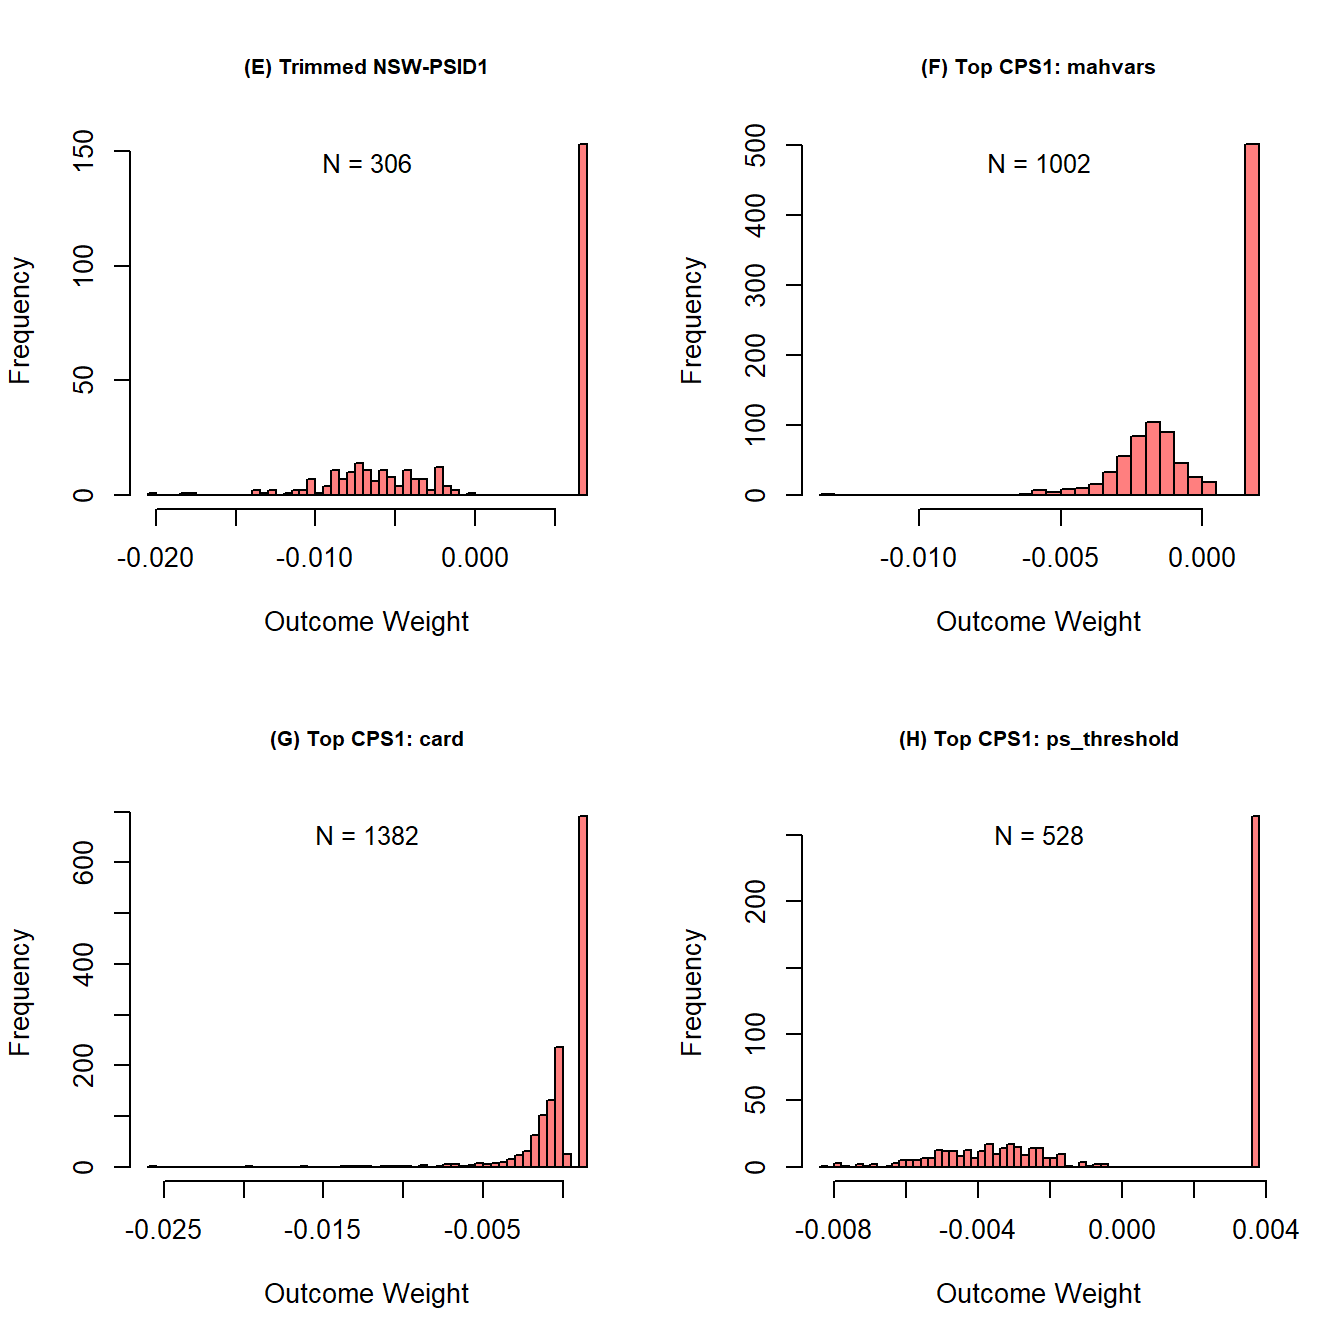 (E) Trimmed NSW-PSID1
N = 306
Frequency
0
50
100
150
-0.020
-0.010
0.000
Outcome Weight
(F) Top CPS1: mahvars
N = 1002
Frequency
0
100
200
300
400
500
-0.010
-0.005
0.000
Outcome Weight
(G) Top CPS1: card
N = 1382
Frequency
0
200
400
600
-0.025
-0.015
-0.005
Outcome Weight
(H) Top CPS1: ps_threshold
N = 528
Frequency
0
50
100
200
-0.008
-0.004
0.000
0.004
Outcome Weight